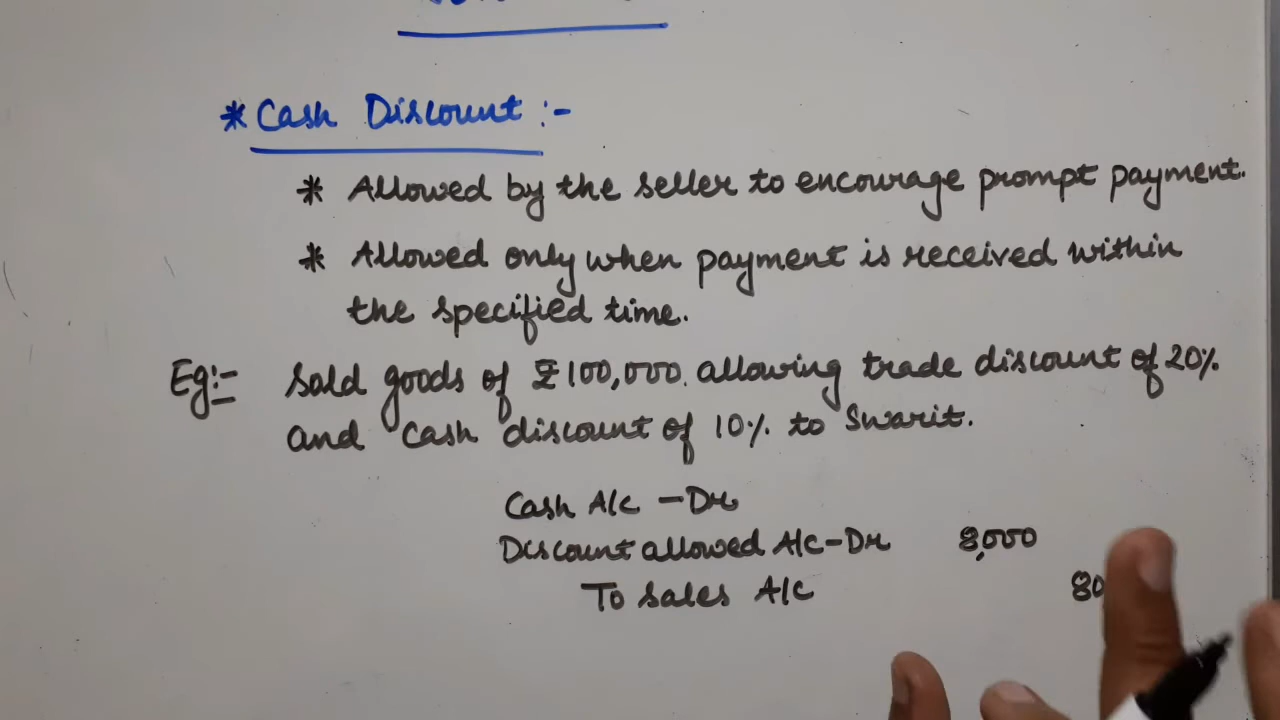 * Cash Discount :-
* Allowed by the seller to encourage prompt payment.
* Allowed only when payment is received within
the specified time.
Eg:- Sold goods of ₹100,000 allowing trade discount of 20%
and cash discount of 10% to Swarit.
Cash A/c - Dr
Discount allowed A/c - Dr 8,000
To sales A/c 80